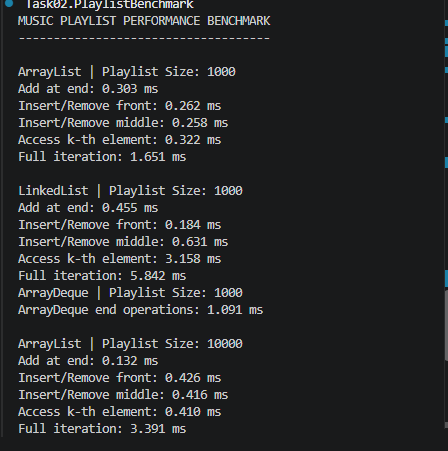 Task02.PlaylistBenchmark
MUSIC PLAYLIST PERFORMANCE BENCHMARK
-----------------------------------
ArrayList | Playlist Size: 1000
Add at end: 0.303 ms
Insert/Remove front: 0.262 ms
Insert/Remove middle: 0.258 ms
Access k-th element: 0.322 ms
Full iteration: 1.651 ms
LinkedList | Playlist Size: 1000
Add at end: 0.455 ms
Insert/Remove front: 0.184 ms
Insert/Remove middle: 0.631 ms
Access k-th element: 3.158 ms
Full iteration: 5.842 ms
ArrayDeque | Playlist Size: 1000
ArrayDeque end operations: 1.091 ms
ArrayList | Playlist Size: 10000
Add at end: 0.132 ms
Insert/Remove front: 0.426 ms
Insert/Remove middle: 0.416 ms
Access k-th element: 0.410 ms
Full iteration: 3.391 ms